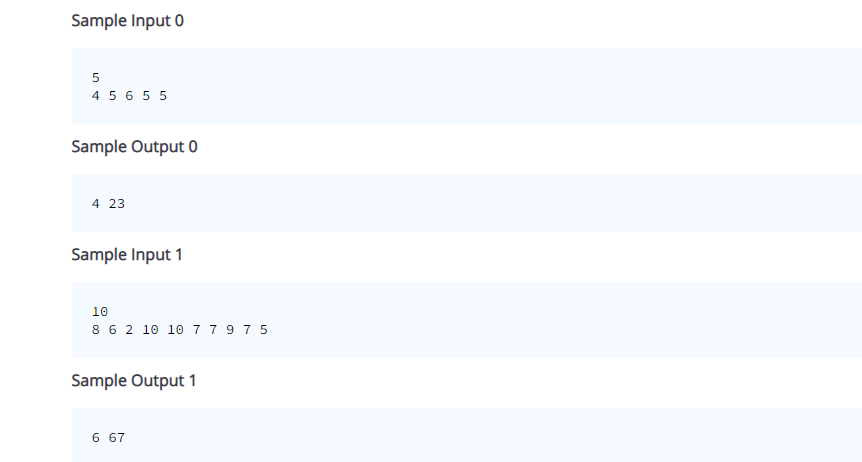 Sample Input 0
5
4 5 6 5 5
Sample Output 0
4 23
Sample Input 1
10
8 6 2 10 10 7 7 9 7 5
Sample Output 1
6 67